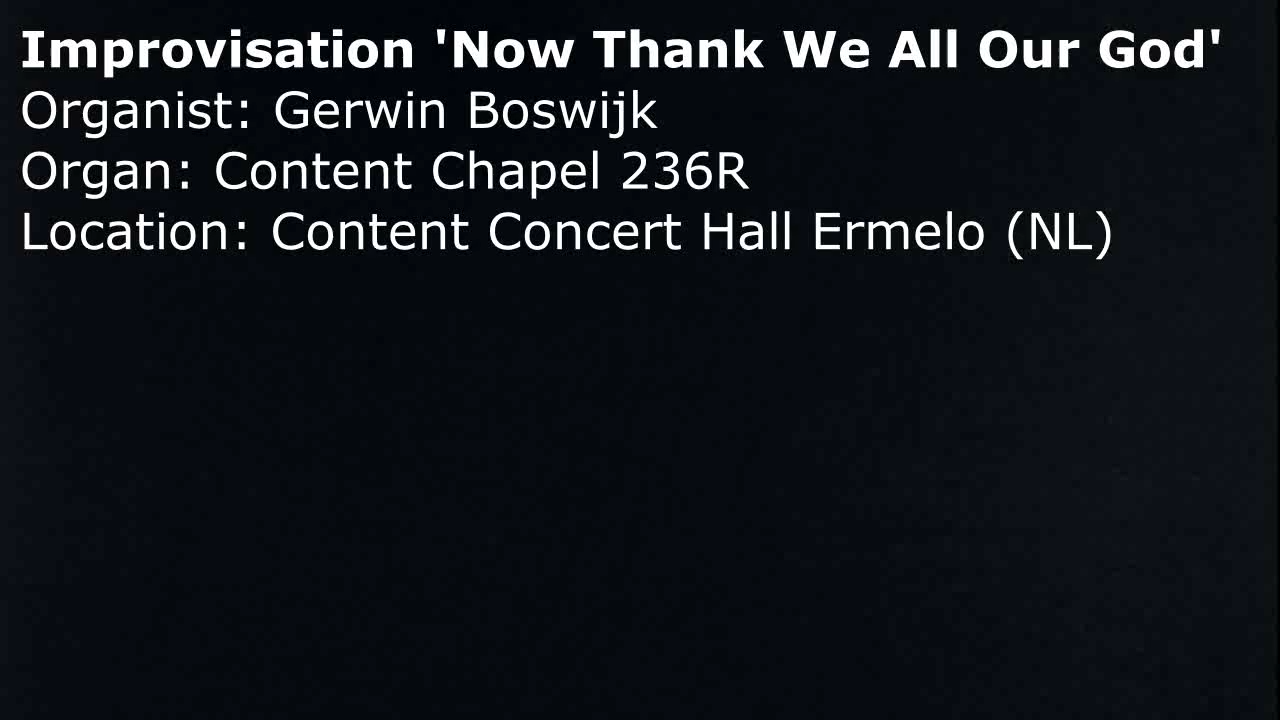 Improvisation 'Now Thank We All Our God'
Organist: Gerwin Boswijk
Organ: Content Chapel 236R
Location: Content Concert Hall Ermelo (NL)